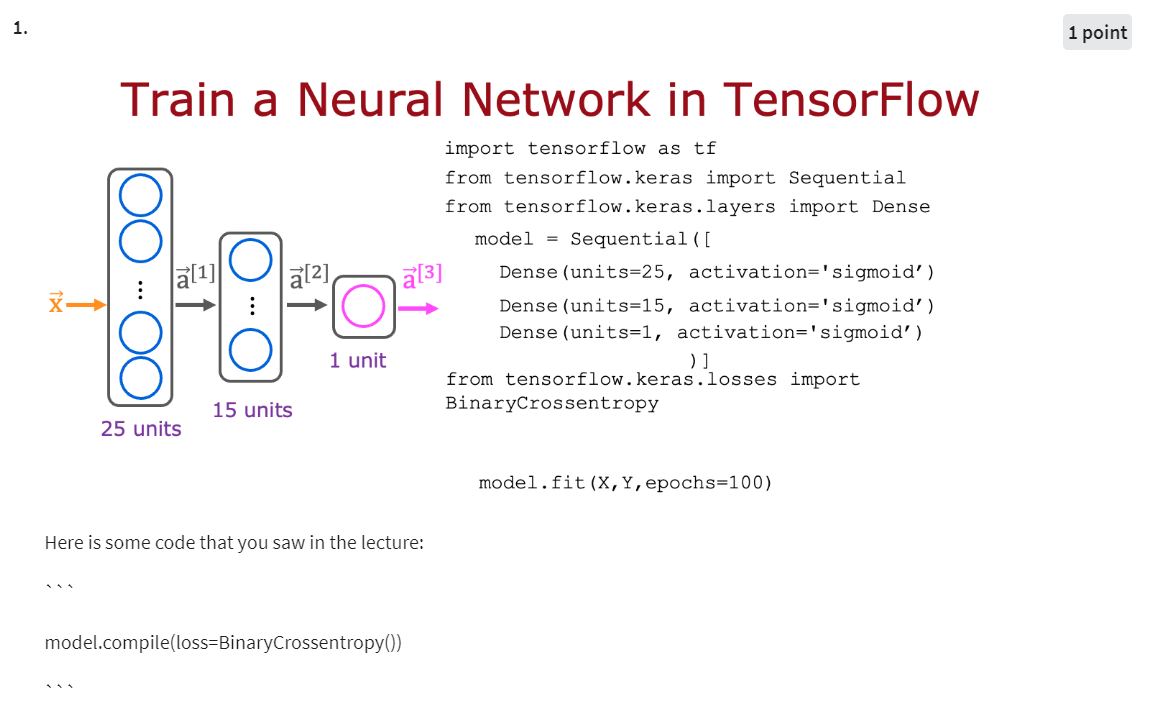 1.
1 point
Train a Neural Network in TensorFlow
import tensorflow as tf
from tensorflow.keras import Sequential
from tensorflow.keras.layers import Dense
model = Sequential([
Dense(units=25, activation='sigmoid’)
Dense(units=15, activation='sigmoid’)
Dense(units=1, activation='sigmoid’)
)]
from tensorflow.keras.losses import
BinaryCrossentropy
model.fit(X,Y,epochs=100)
x⃗
a⃗[1]
a⃗[2]
a⃗[3]
1 unit
15 units
25 units
Here is some code that you saw in the lecture:
```
model.compile(loss=BinaryCrossentropy())
```